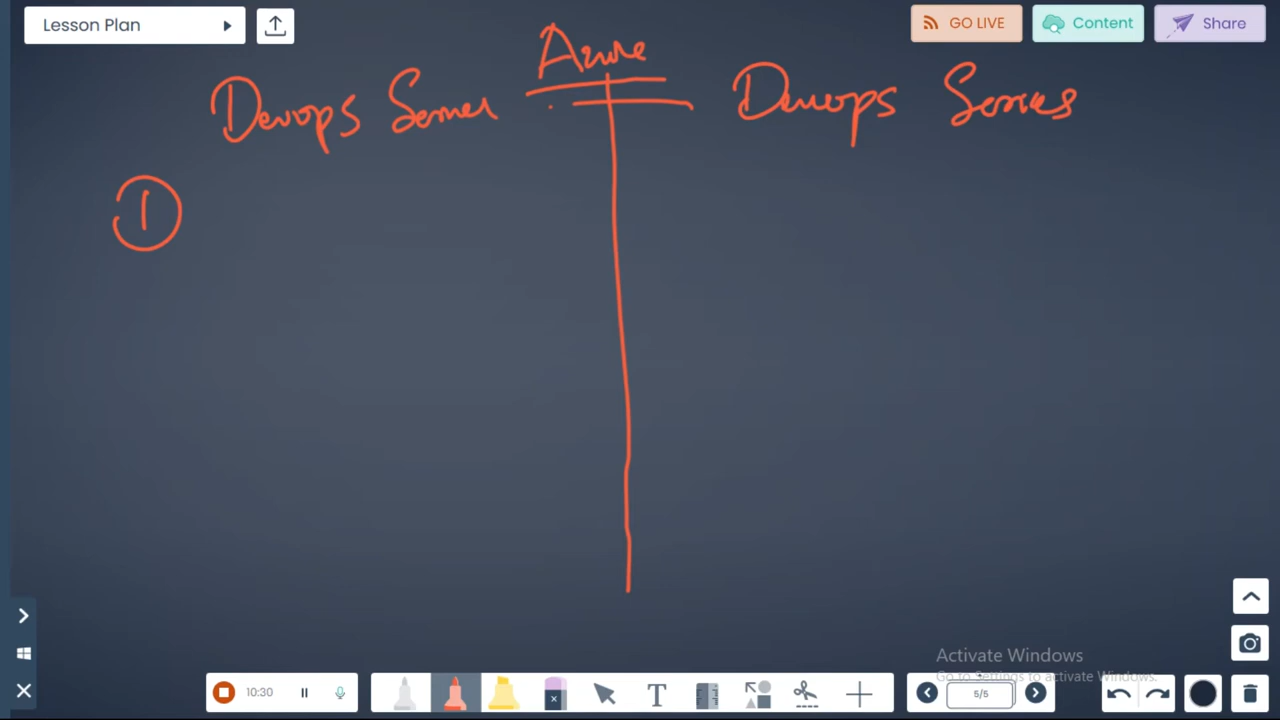 Lesson Plan
GO LIVE
Content
Share
Azure
Devops Server
Devops Services
1
Activate Windows
Go to Settings to activate Windows.
10:30
T
5/5